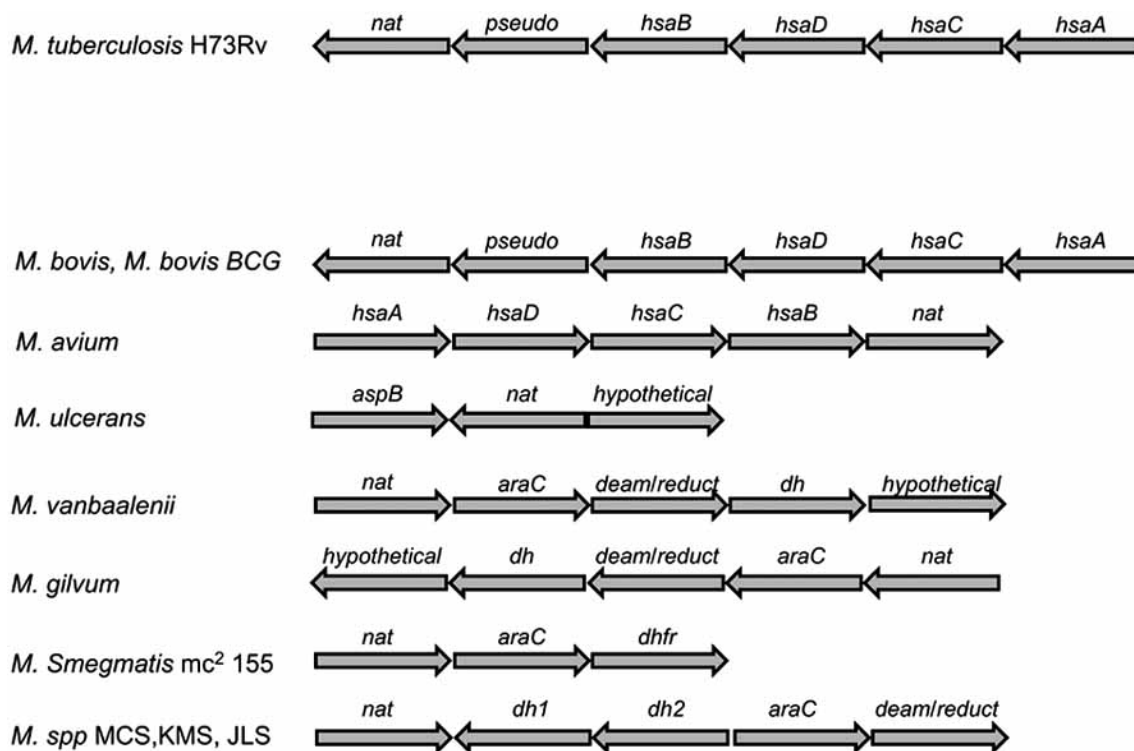 nat pseudo hsaB hsaD hsaC hsaA
M. tuberculosis H73Rv
nat pseudo hsaB hsaD hsaC hsaA
M. bovis, M. bovis BCG
hsaA hsaD hsaC hsaB nat
M. avium
aspB nat hypothetical
M. ulcerans
nat araC deam/reduct dh hypothetical
M. vanbaalenii
hypothetical dh deam/reduct araC nat
M. gilvum
nat araC dhfr
M. Smegmatis mc² 155
nat dh1 dh2 araC deam/reduct
M. spp MCS,KMS, JLS